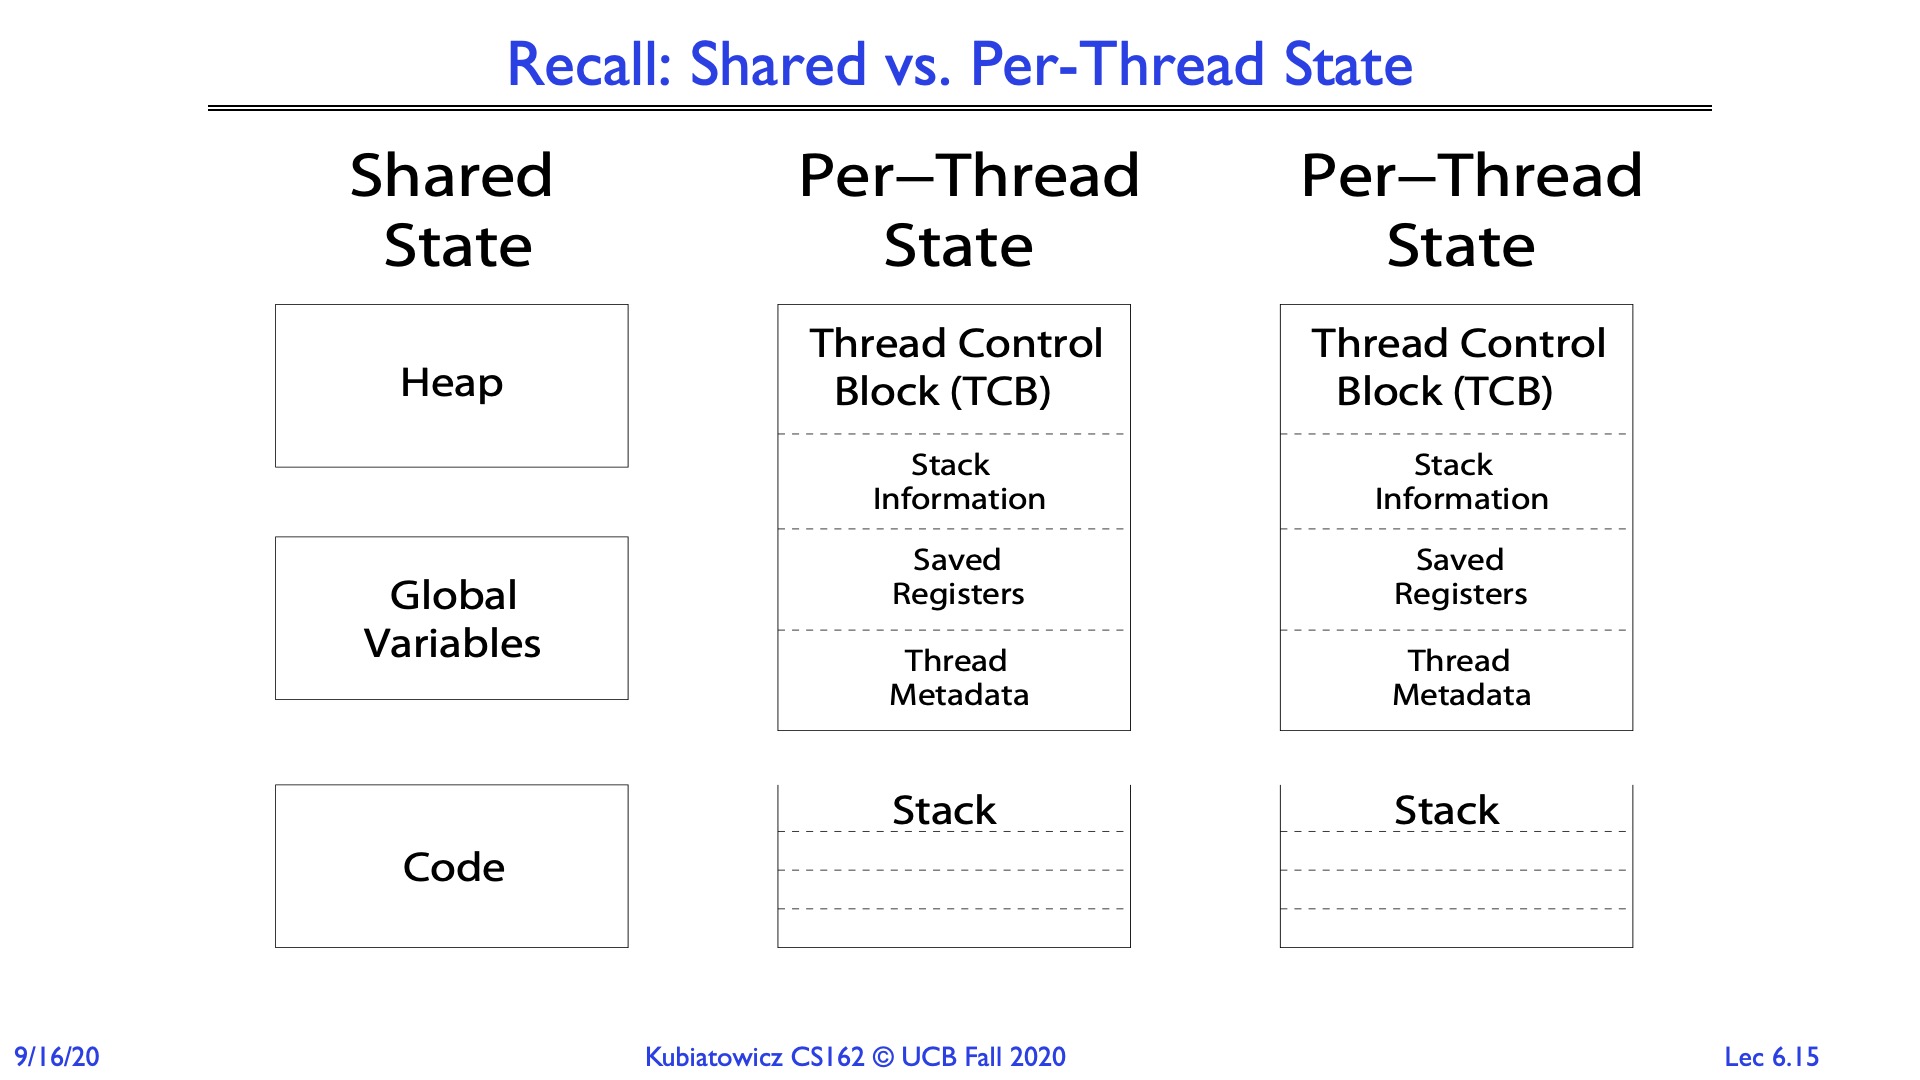 Recall: Shared vs. Per-Thread State
Shared
State
Heap
Global
Variables
Code
Per–Thread
State
Thread Control
Block (TCB)
Stack
Information
Saved
Registers
Thread
Metadata
Stack
Per–Thread
State
Thread Control
Block (TCB)
Stack
Information
Saved
Registers
Thread
Metadata
Stack
9/16/20
Kubiatowicz CS162 © UCB Fall 2020
Lec 6.15